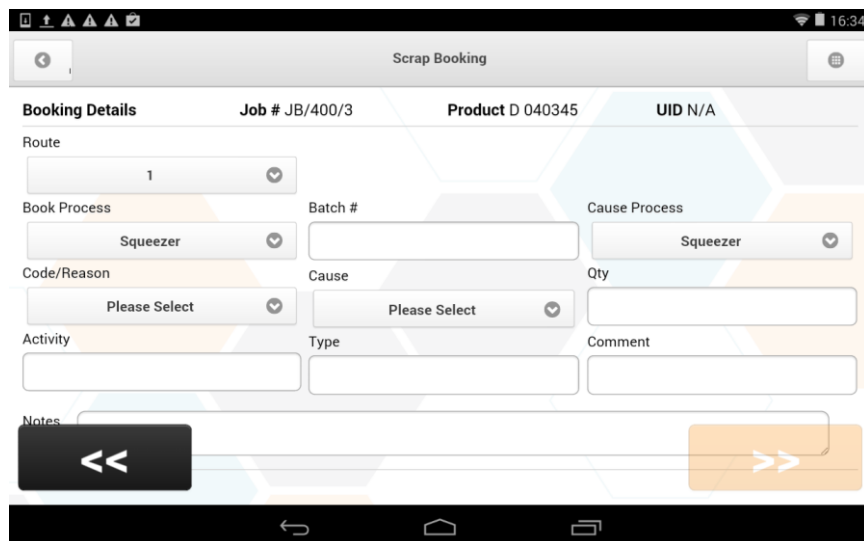 16:34
Scrap Booking
Booking Details Job # JB/400/3 Product D 040345 UID N/A
Route
1
Book Process Batch # Cause Process
Squeezer Squeezer
Code/Reason Cause Qty
Please Select Please Select
Activity Type Comment
Notes
<< >>